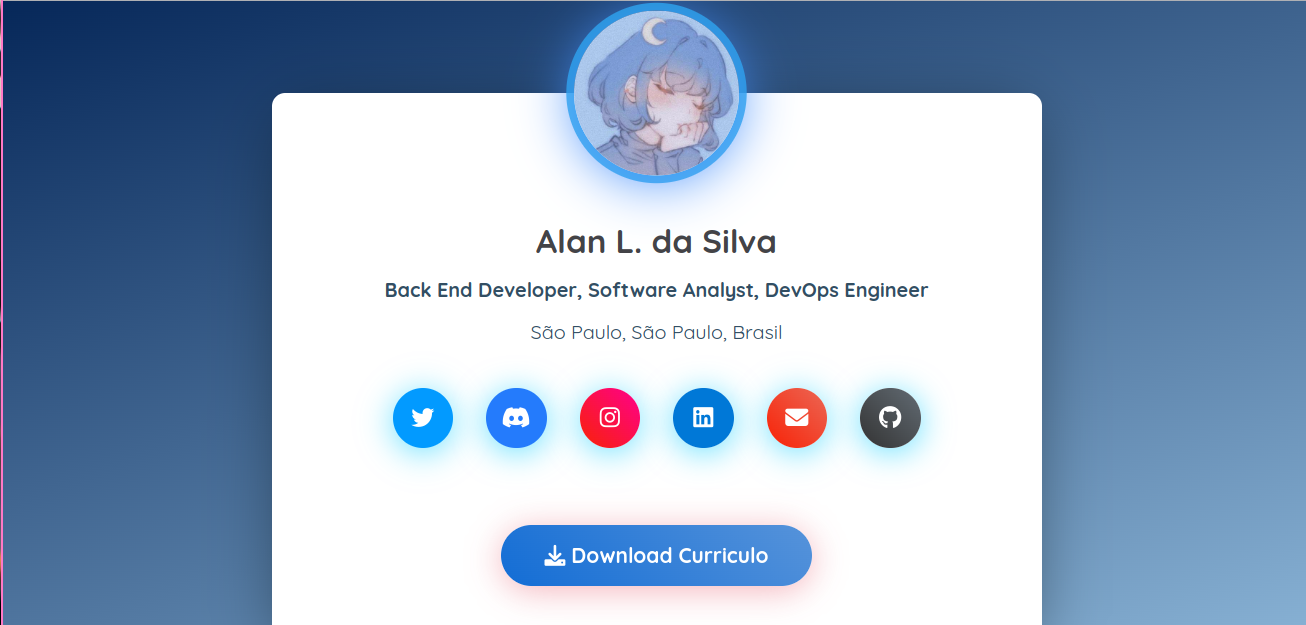 Alan L. da Silva
Back End Developer, Software Analyst, DevOps Engineer
São Paulo, São Paulo, Brasil
Download Curriculo